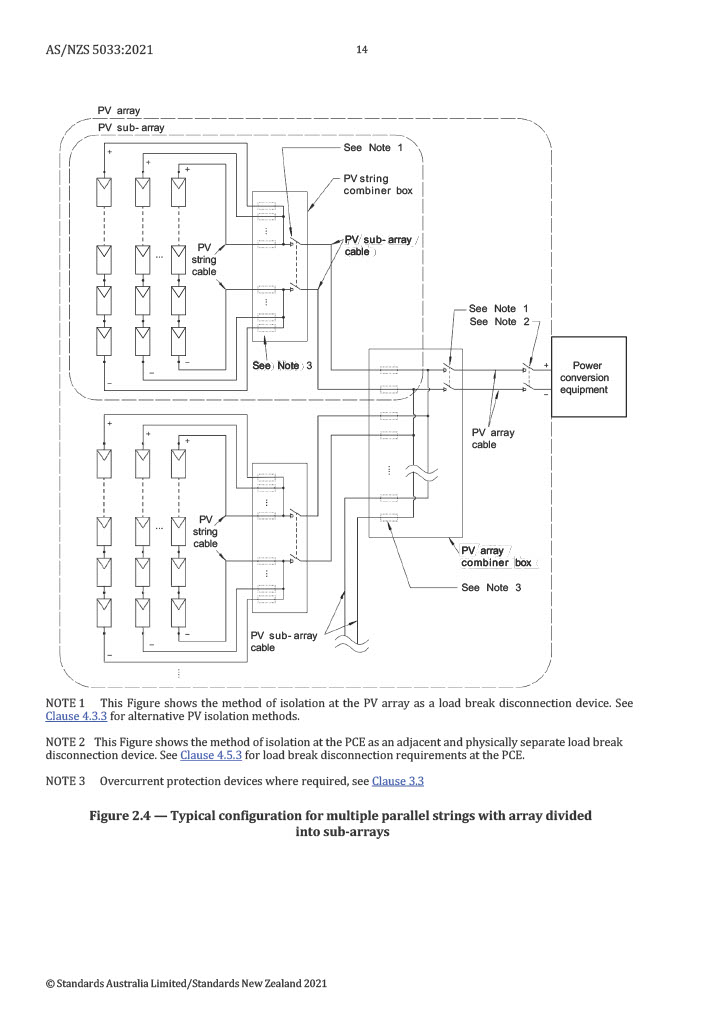 AS/NZS 5033:2021
14
PV array
PV sub-array
See Note 1
PV string
combiner box
+
+
+
PV
string
cable
...
PV sub-array
cable
See Note 3
−
−
−
See Note 1
See Note 2
+
−
Power
conversion
equipment
PV array
cable
+
+
PV
string
cable
...
PV array
combiner box
See Note 3
−
−
−
PV sub-array
cable
NOTE 1 This Figure shows the method of isolation at the PV array as a load break disconnection device. See
Clause 4.3.3 for alternative PV isolation methods.
NOTE 2 This Figure shows the method of isolation at the PCE as an adjacent and physically separate load break
disconnection device. See Clause 4.5.3 for load break disconnection requirements at the PCE.
NOTE 3 Overcurrent protection devices where required, see Clause 3.3
Figure 2.4 — Typical configuration for multiple parallel strings with array divided
into sub-arrays
© Standards Australia Limited/Standards New Zealand 2021